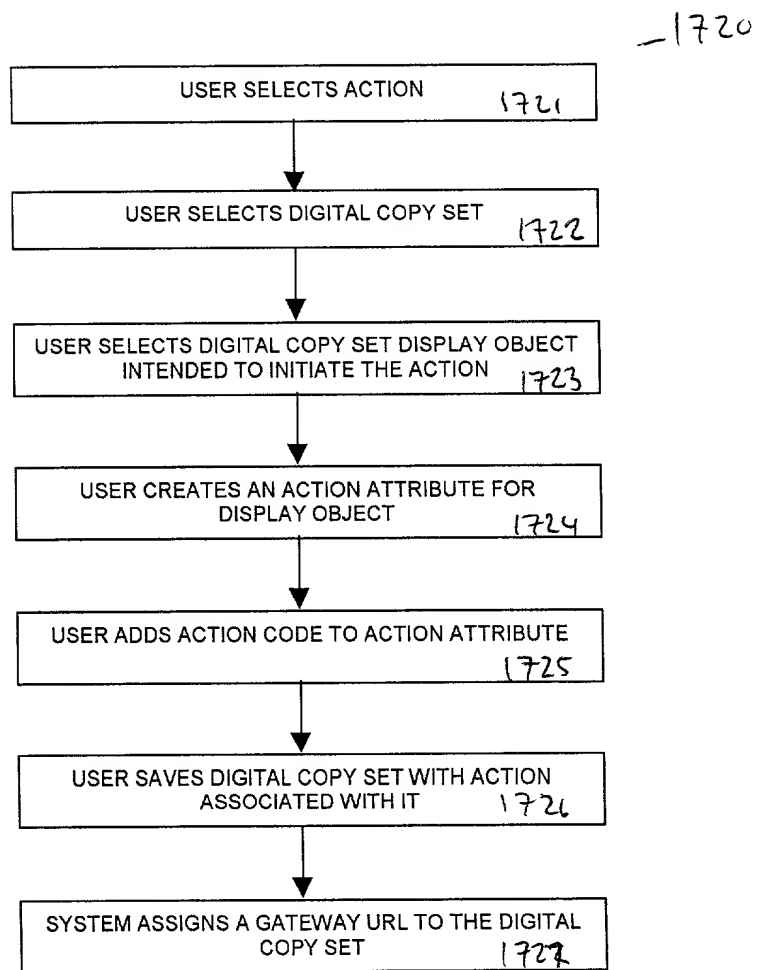 1720
USER SELECTS ACTION
1721
USER SELECTS DIGITAL COPY SET
1722
USER SELECTS DIGITAL COPY SET DISPLAY OBJECT
INTENDED TO INITIATE THE ACTION
1723
USER CREATES AN ACTION ATTRIBUTE FOR
DISPLAY OBJECT
1724
USER ADDS ACTION CODE TO ACTION ATTRIBUTE
1725
USER SAVES DIGITAL COPY SET WITH ACTION
ASSOCIATED WITH IT
1726
SYSTEM ASSIGNS A GATEWAY URL TO THE DIGITAL
COPY SET
1727